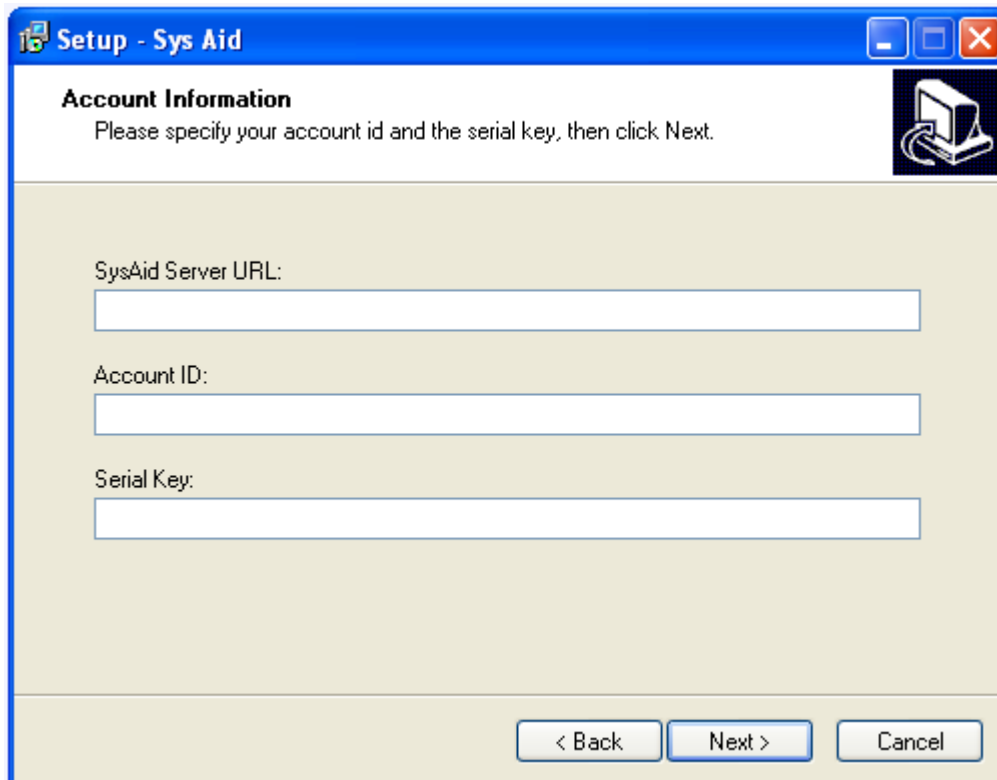 Setup - Sys Aid
Account Information
Please specify your account id and the serial key, then click Next.
SysAid Server URL:
Account ID:
Serial Key:
< Back Next > Cancel